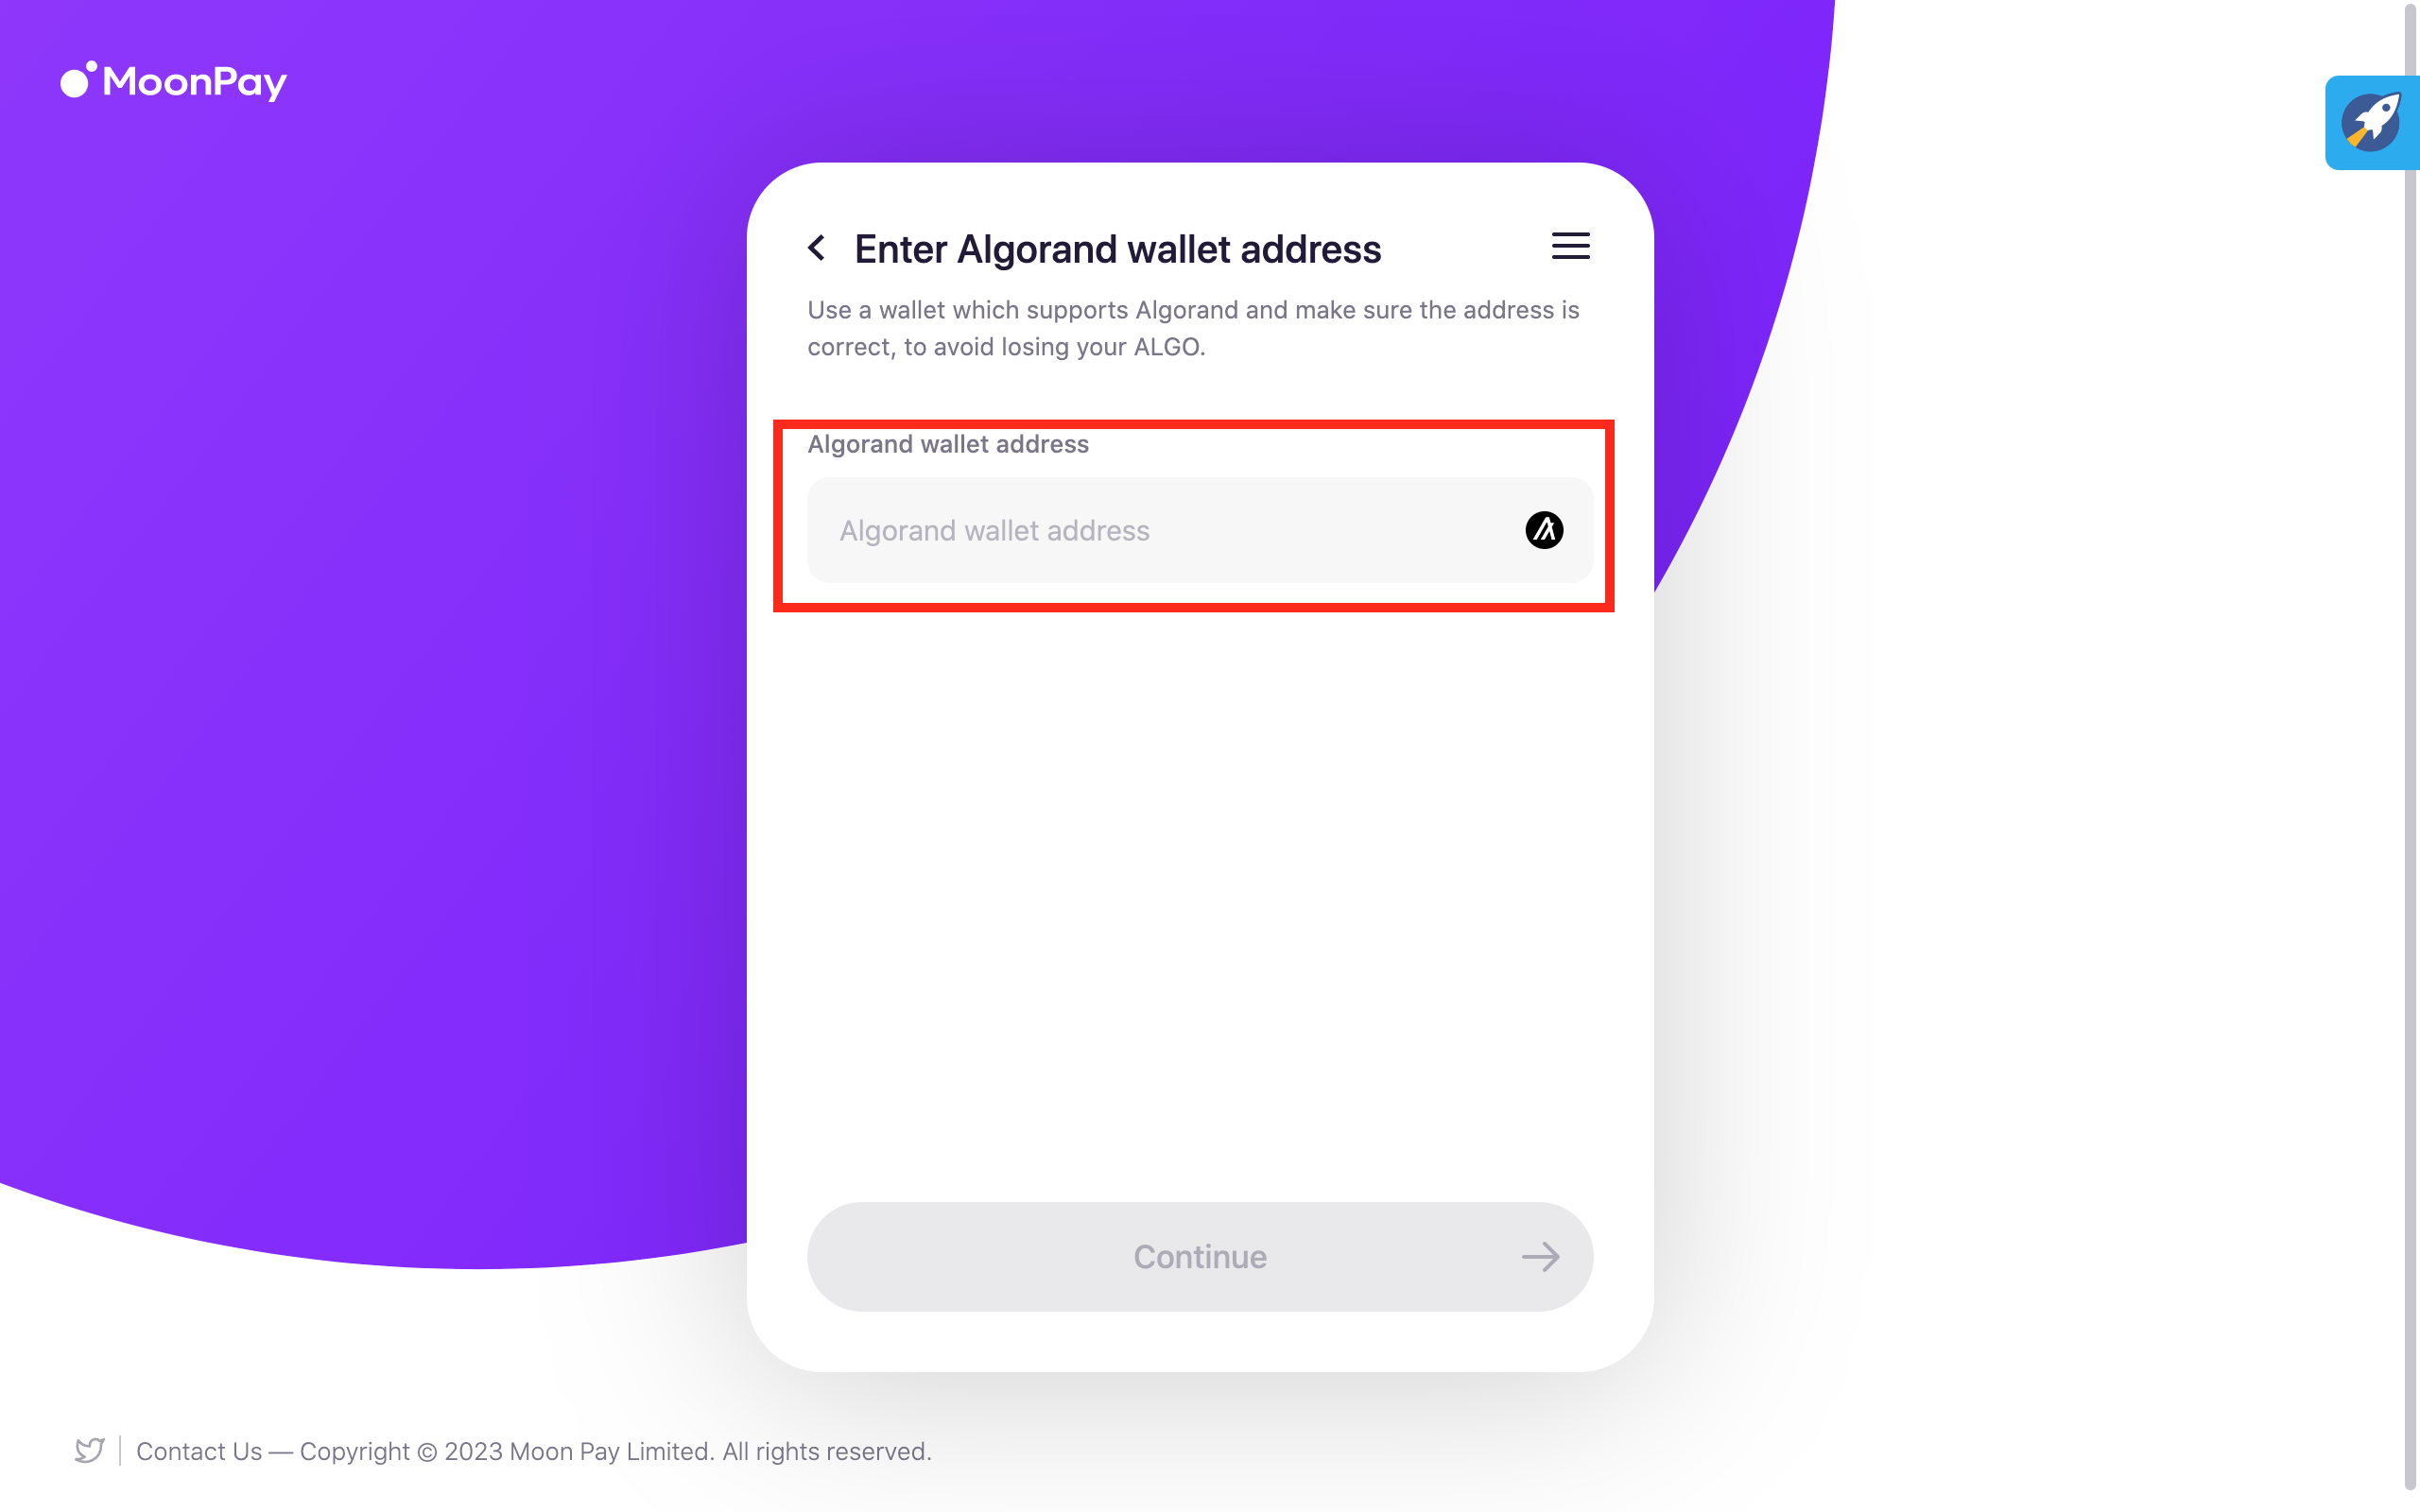 MoonPay
Enter Algorand wallet address
Use a wallet which supports Algorand and make sure the address is
correct, to avoid losing your ALGO.
Algorand wallet address
Algorand wallet address
Continue
Contact Us — Copyright © 2023 Moon Pay Limited. All rights reserved.